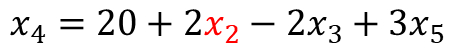 x₄ = 20 + 2x₂ − 2x₃ + 3x₅